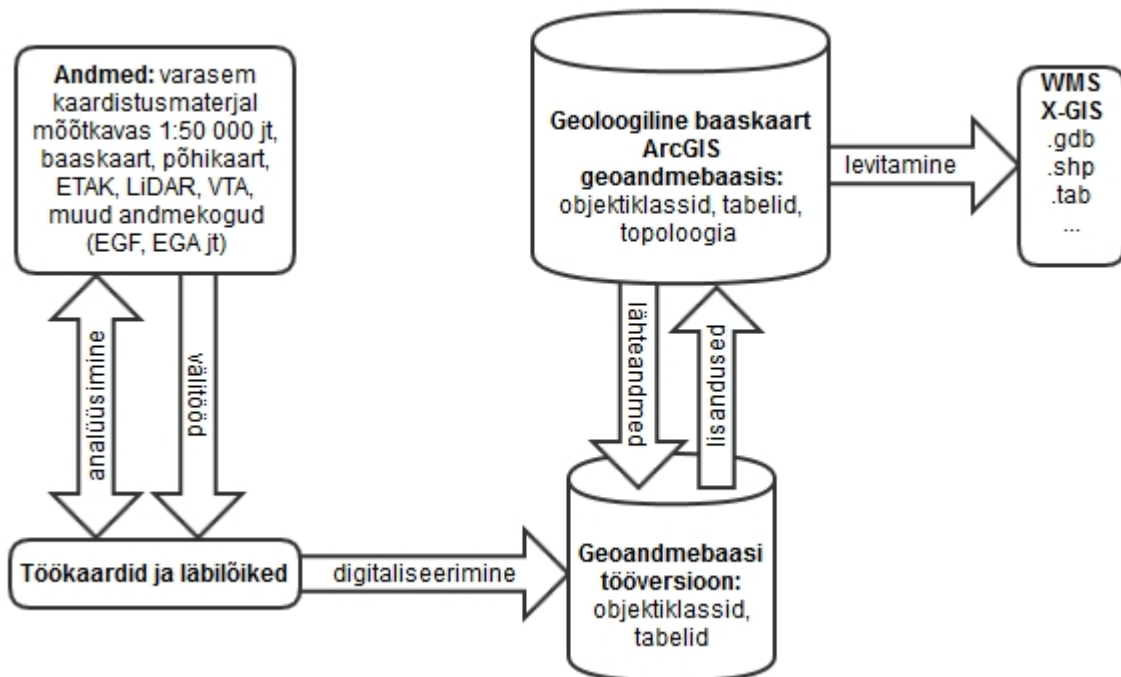 Andmed: varasem
kaardistusmaterjal
mõõtkavas 1:50 000 jt,
baaskaart, põhikaart,
ETAK, LiDAR, VTA,
muud andmekogud
(EGF, EGA jt)
analüüsimine
välitööd
Töökaardid ja läbilõiked
digitaliseerimine
Geoloogiline baaskaart
ArcGIS
geoandmebaasis:
objektiklassid, tabelid,
topoloogia
lähteandmed
lisanduused
Geoandmebaasi
tööversioon:
objektiklassid,
tabelid
levitamine
WMS
X-GIS
.gdb
.shp
.tab
...